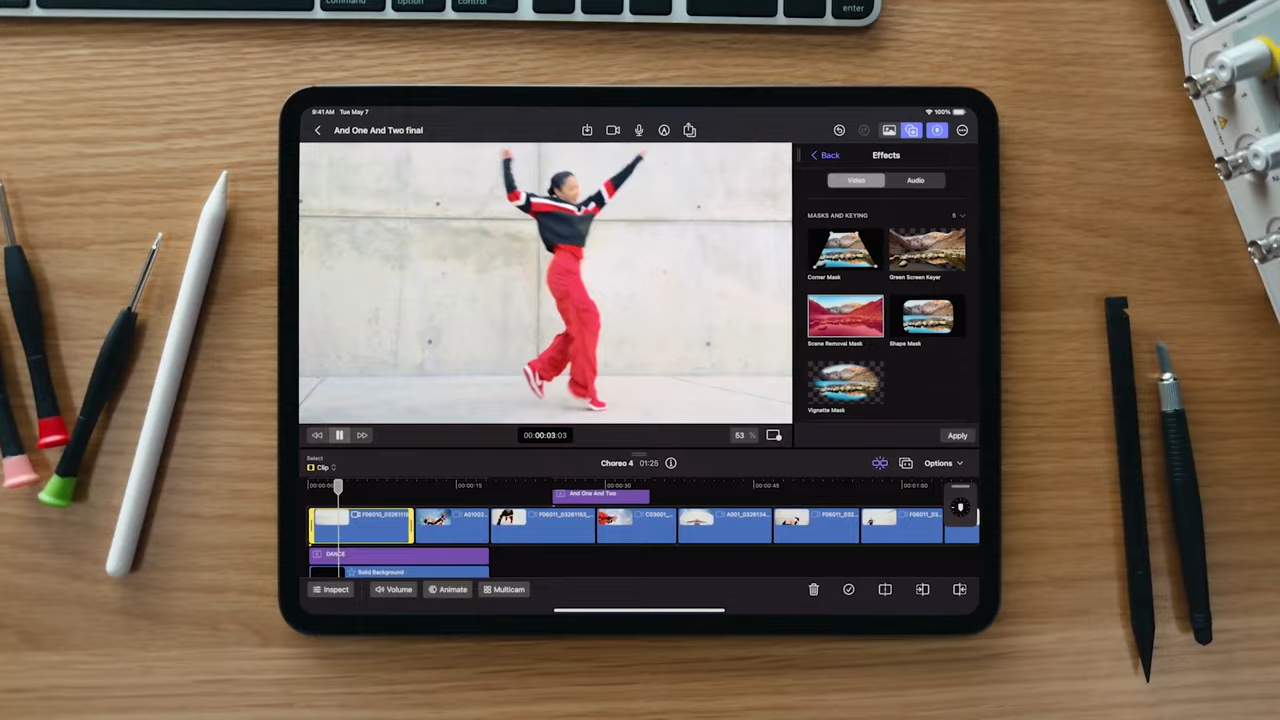 command option control enter
9:41 AM Tue May 7 100%
And One And Two final
Back Effects
Video Audio
MASKS AND KEYING
Corner Mask Green Screen Keyer
Scene Removal Mask Shape Mask
Vignette Mask
00:00:03:03 53 %
Apply
Select
Clip
Choreo 4 01:25 Options
00:00:15 00:00:30 00:00:45 00:01:00
And One And Two
DANCE
Solid Background
Inspect Volume Animate Multicam